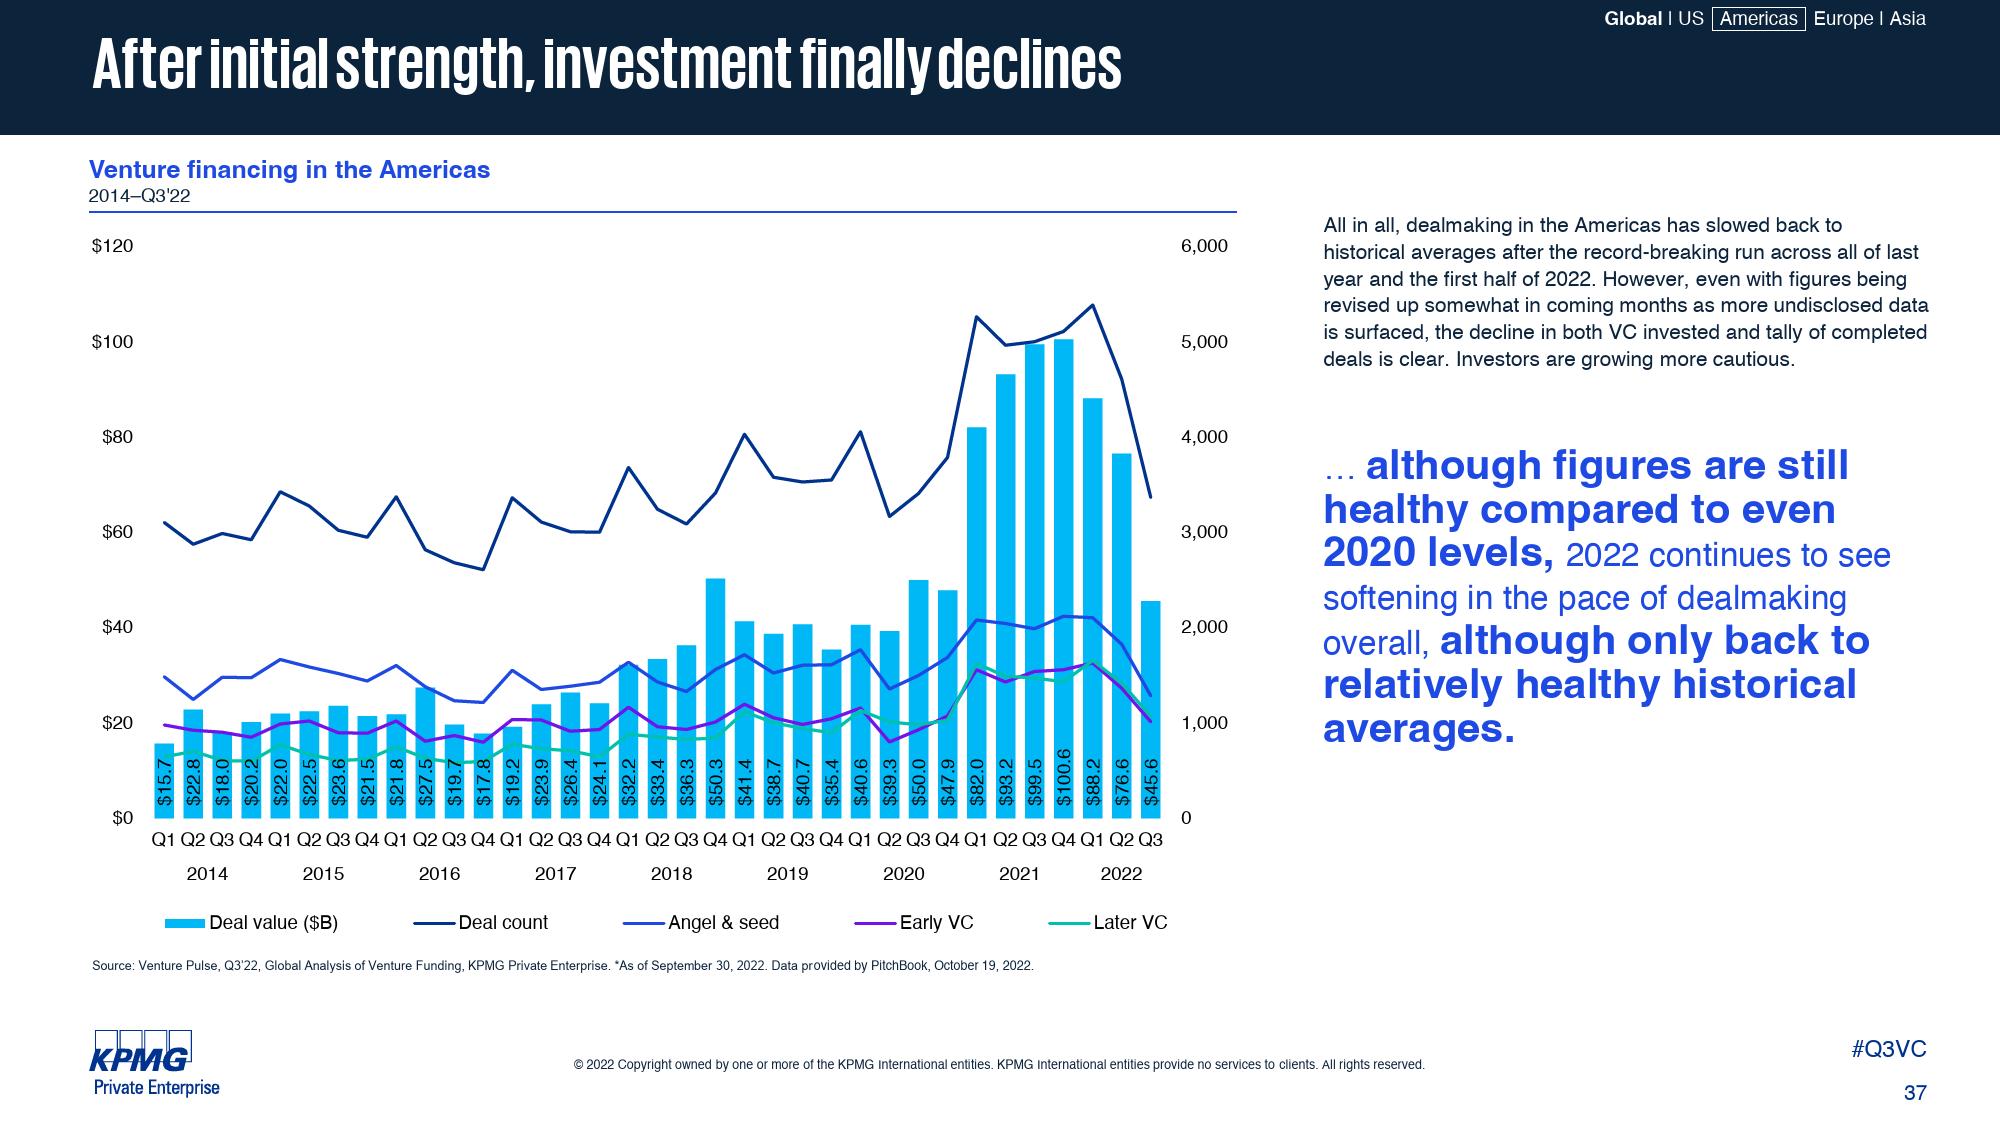 Global | US Americas Europe | Asia
After initial strength, investment finally declines
Venture financing in the Americas
2014–Q3'22
$120
$100
$80
$60
$40
$20
$0
6,000
5,000
4,000
3,000
2,000
1,000
0
$15.7 $22.8 $18.0 $20.2 $22.0 $22.5 $23.6 $21.5 $21.8 $27.5 $19.7 $17.8 $19.2 $23.9 $26.4 $24.1 $32.2 $33.4 $36.3 $50.3 $41.4 $38.7 $40.7 $35.4 $40.6 $39.3 $50.0 $47.9 $82.0 $93.2 $99.5 $100.6 $88.2 $76.6 $45.6
Q1 Q2 Q3 Q4 Q1 Q2 Q3 Q4 Q1 Q2 Q3 Q4 Q1 Q2 Q3 Q4 Q1 Q2 Q3 Q4 Q1 Q2 Q3 Q4 Q1 Q2 Q3 Q4 Q1 Q2 Q3 Q4 Q1 Q2 Q3
2014 2015 2016 2017 2018 2019 2020 2021 2022
Deal value ($B) Deal count Angel & seed Early VC Later VC
Source: Venture Pulse, Q3'22, Global Analysis of Venture Funding, KPMG Private Enterprise. *As of September 30, 2022. Data provided by PitchBook, October 19, 2022.
All in all, dealmaking in the Americas has slowed back to
historical averages after the record-breaking run across all of last
year and the first half of 2022. However, even with figures being
revised up somewhat in coming months as more undisclosed data
is surfaced, the decline in both VC invested and tally of completed
deals is clear. Investors are growing more cautious.
… although figures are still
healthy compared to even
2020 levels, 2022 continues to see
softening in the pace of dealmaking
overall, although only back to
relatively healthy historical
averages.
KPMG
Private Enterprise
© 2022 Copyright owned by one or more of the KPMG International entities. KPMG International entities provide no services to clients. All rights reserved.
#Q3VC
37